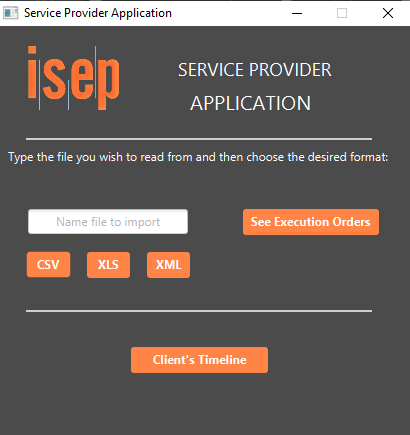 Service Provider Application
isep
SERVICE PROVIDER
APPLICATION
Type the file you wish to read from and then choose the desired format:
Name file to import
See Execution Orders
CSV XLS XML
Client's Timeline